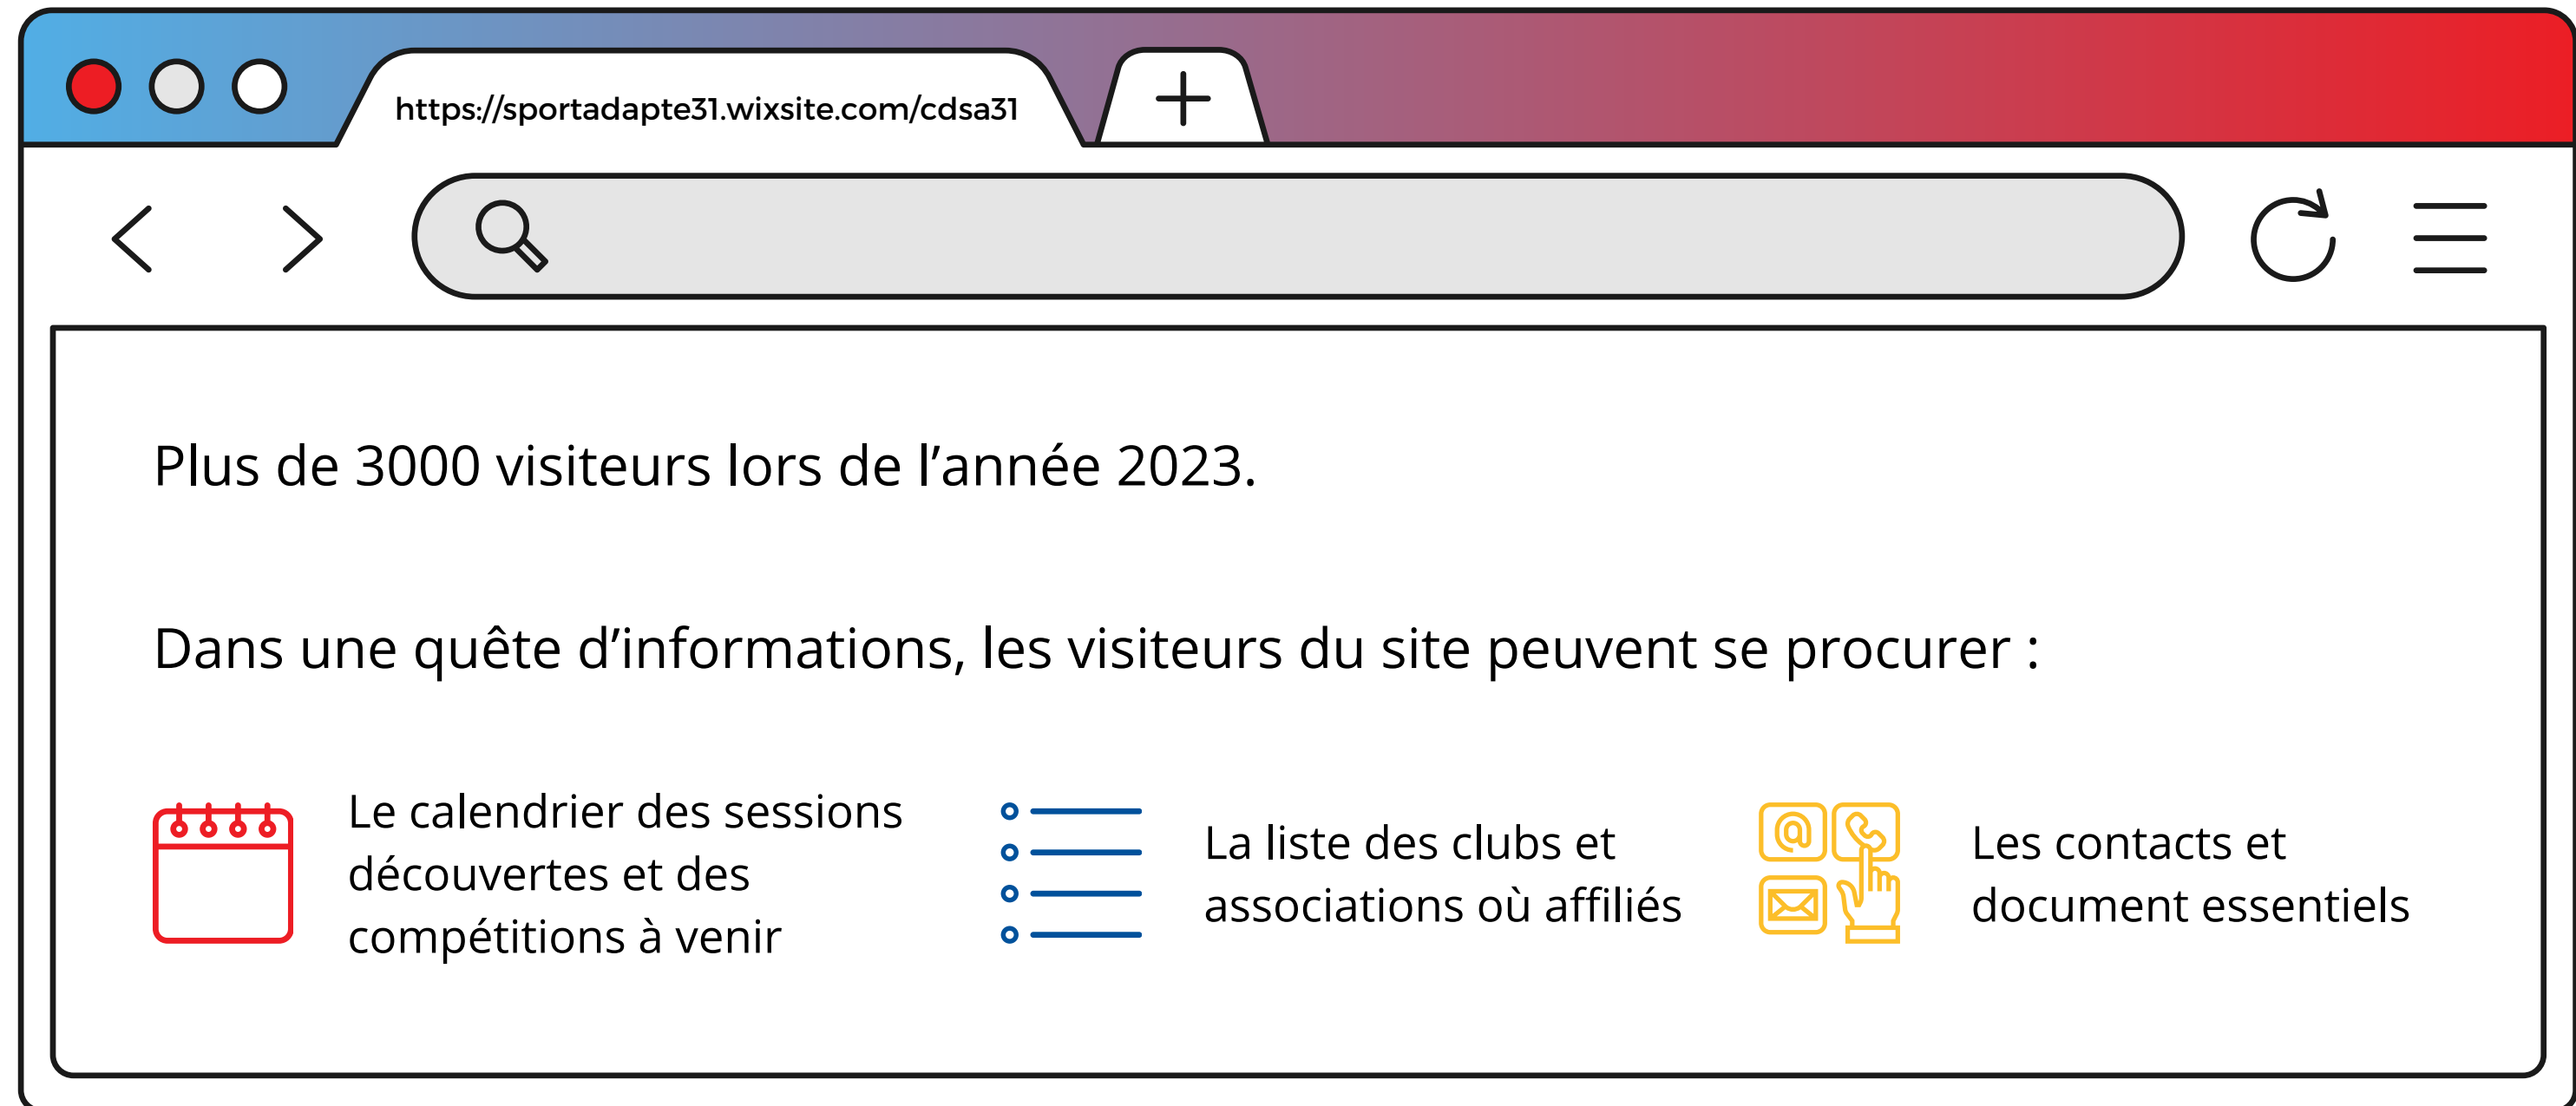 https://sportadapte31.wixsite.com/cdsa31
Plus de 3000 visiteurs lors de l’année 2023.
Dans une quête d’informations, les visiteurs du site peuvent se procurer :
Le calendrier des sessions
découvertes et des
compétitions à venir
La liste des clubs et
associations où affiliés
Les contacts et
document essentiels